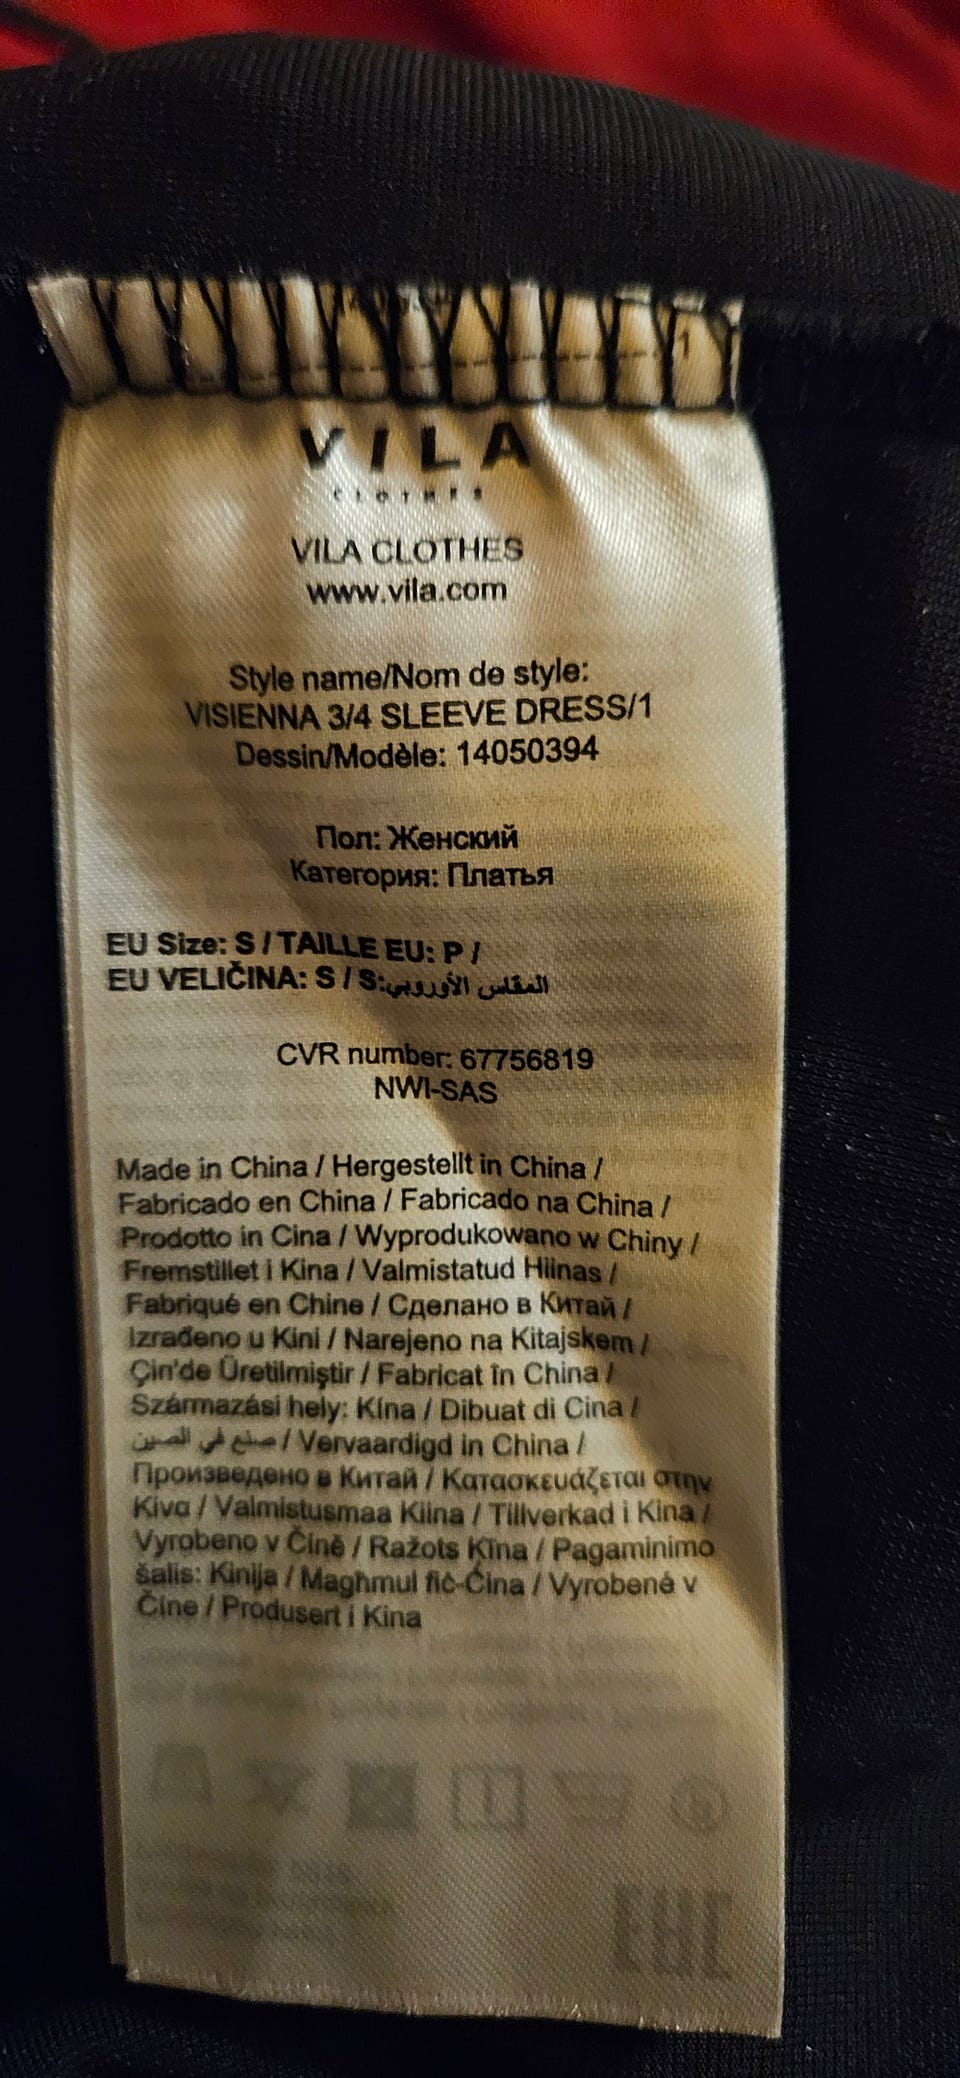 VILA
CLOTHES
VILA CLOTHES
www.vila.com
Style name/Nom de style:
VISIENNA 3/4 SLEEVE DRESS/1
Dessin/Modèle: 14050394
Пол: Женский
Категория: Платья
EU Size: S / TAILLE EU: P /
EU VELIČINA: S / S:المقاس الأوروبي
CVR number: 67756819
NWI-SAS
Made in China / Hergestellt in China /
Fabricado en China / Fabricado na China /
Prodotto in Cina / Wyprodukowano w Chiny /
Fremstillet i Kina / Valmistatud Hiinas /
Fabriqué en Chine / Сделано в Китай /
Izrađeno u Kini / Narejeno na Kitajskem /
Çin'de Üretilmiştir / Fabricat în China /
Származási hely: Kína / Dibuat di Cina /
صنع في الصين / Vervaardigd in China /
Произведено в Китай / Κατασκευάζεται στην
Κίνα / Valmistusmaa Kiina / Tillverkad i Kina /
Vyrobeno v Číně / Ražots Ķīna / Pagaminimo
šalis: Kinija / Magħmul fiċ-Ċina / Vyrobené v
Číne / Produsert i Kina